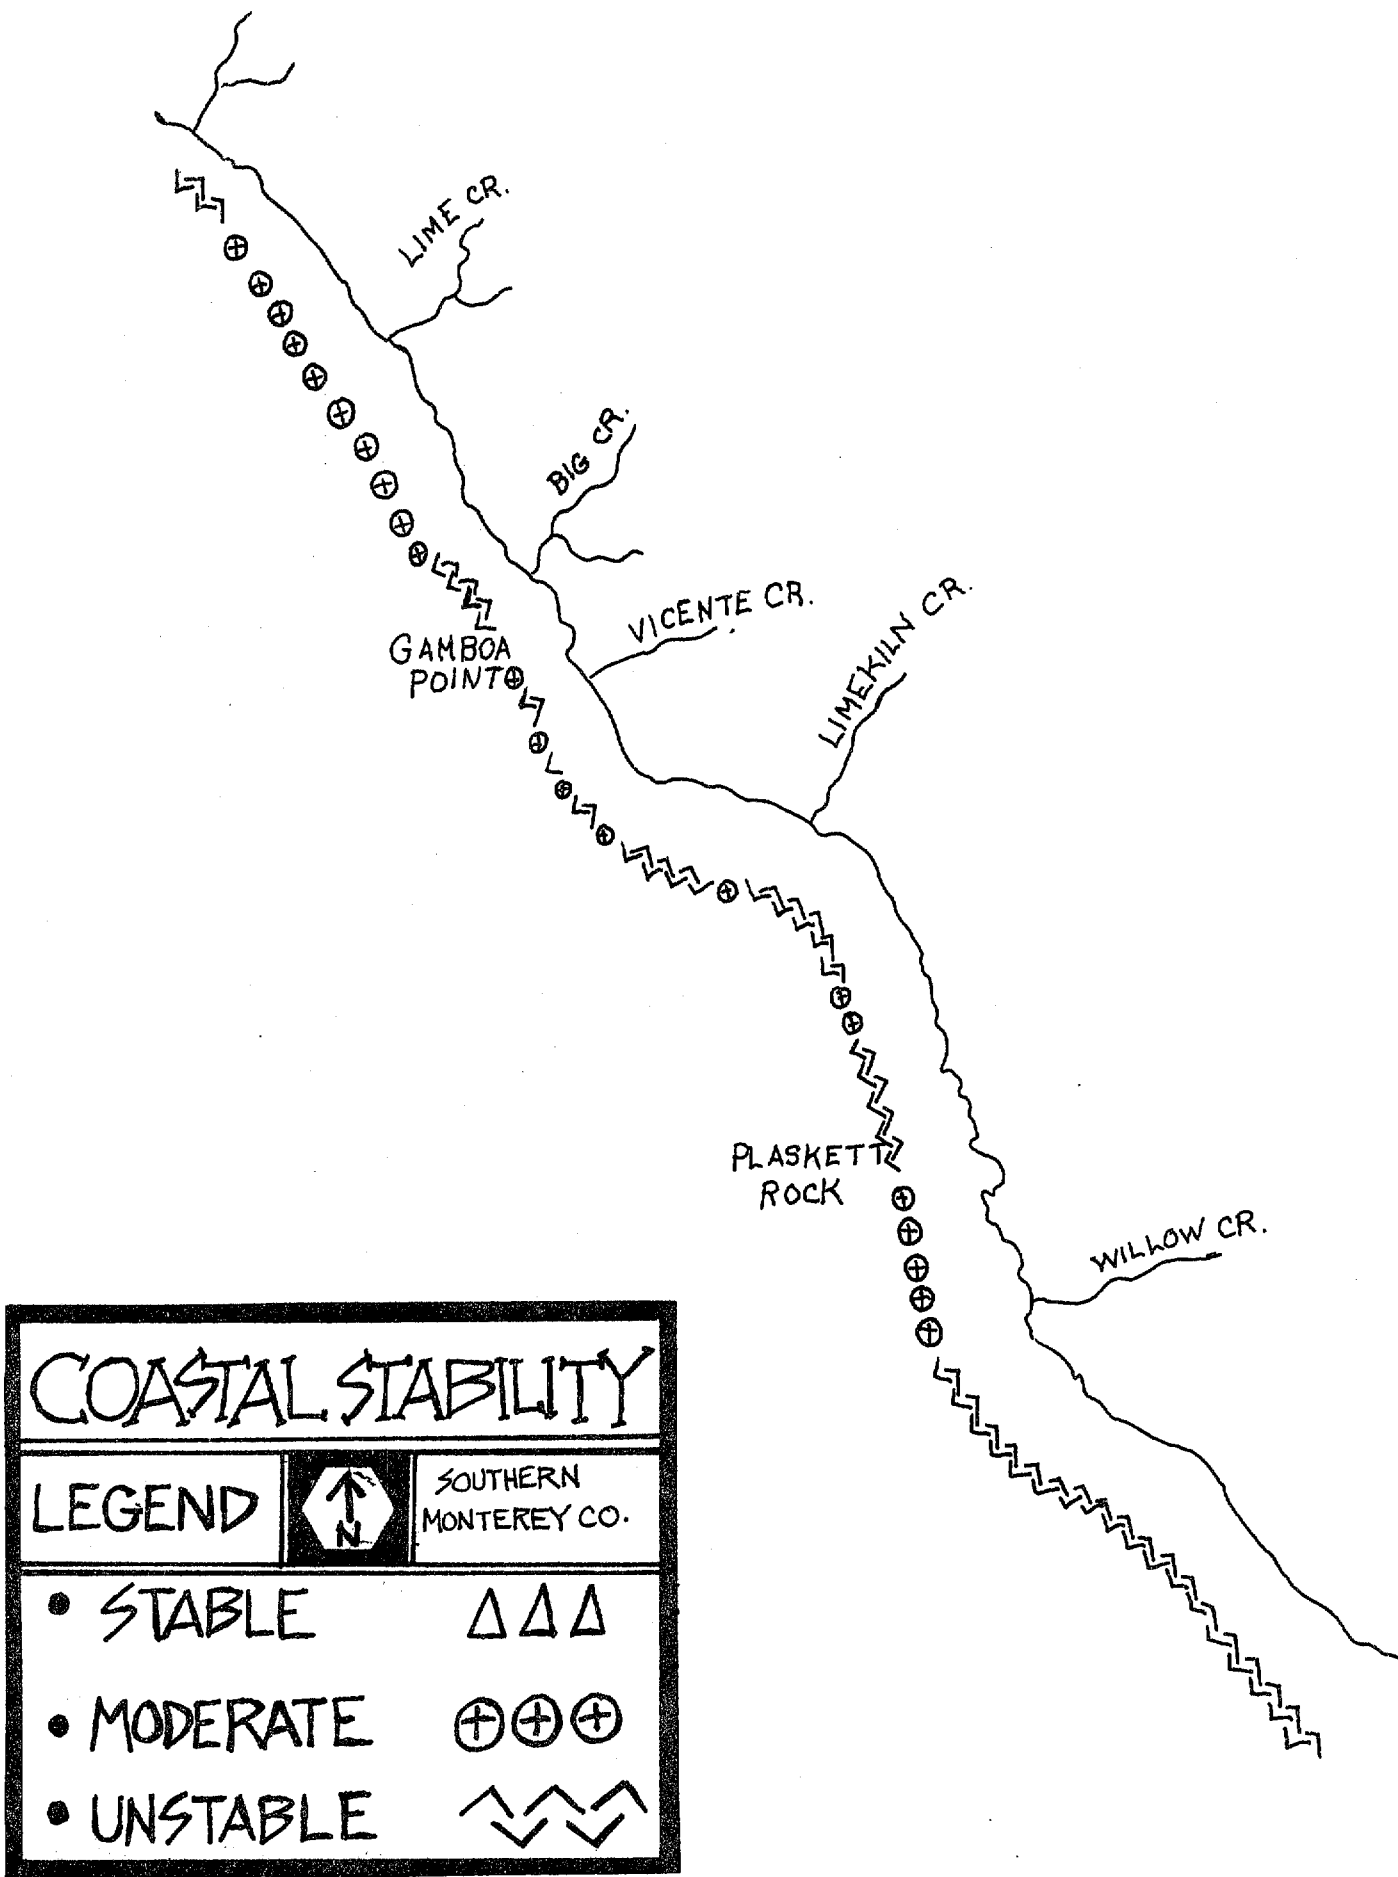 LIME CR.
BIG CR.
VICENTE CR.
LIMEKILN CR.
GAMBOA
POINT
PLASKETT
ROCK
WILLOW CR.
COASTAL STABILITY
LEGEND
N
SOUTHERN
MONTEREY CO.
• STABLE
• MODERATE
• UNSTABLE